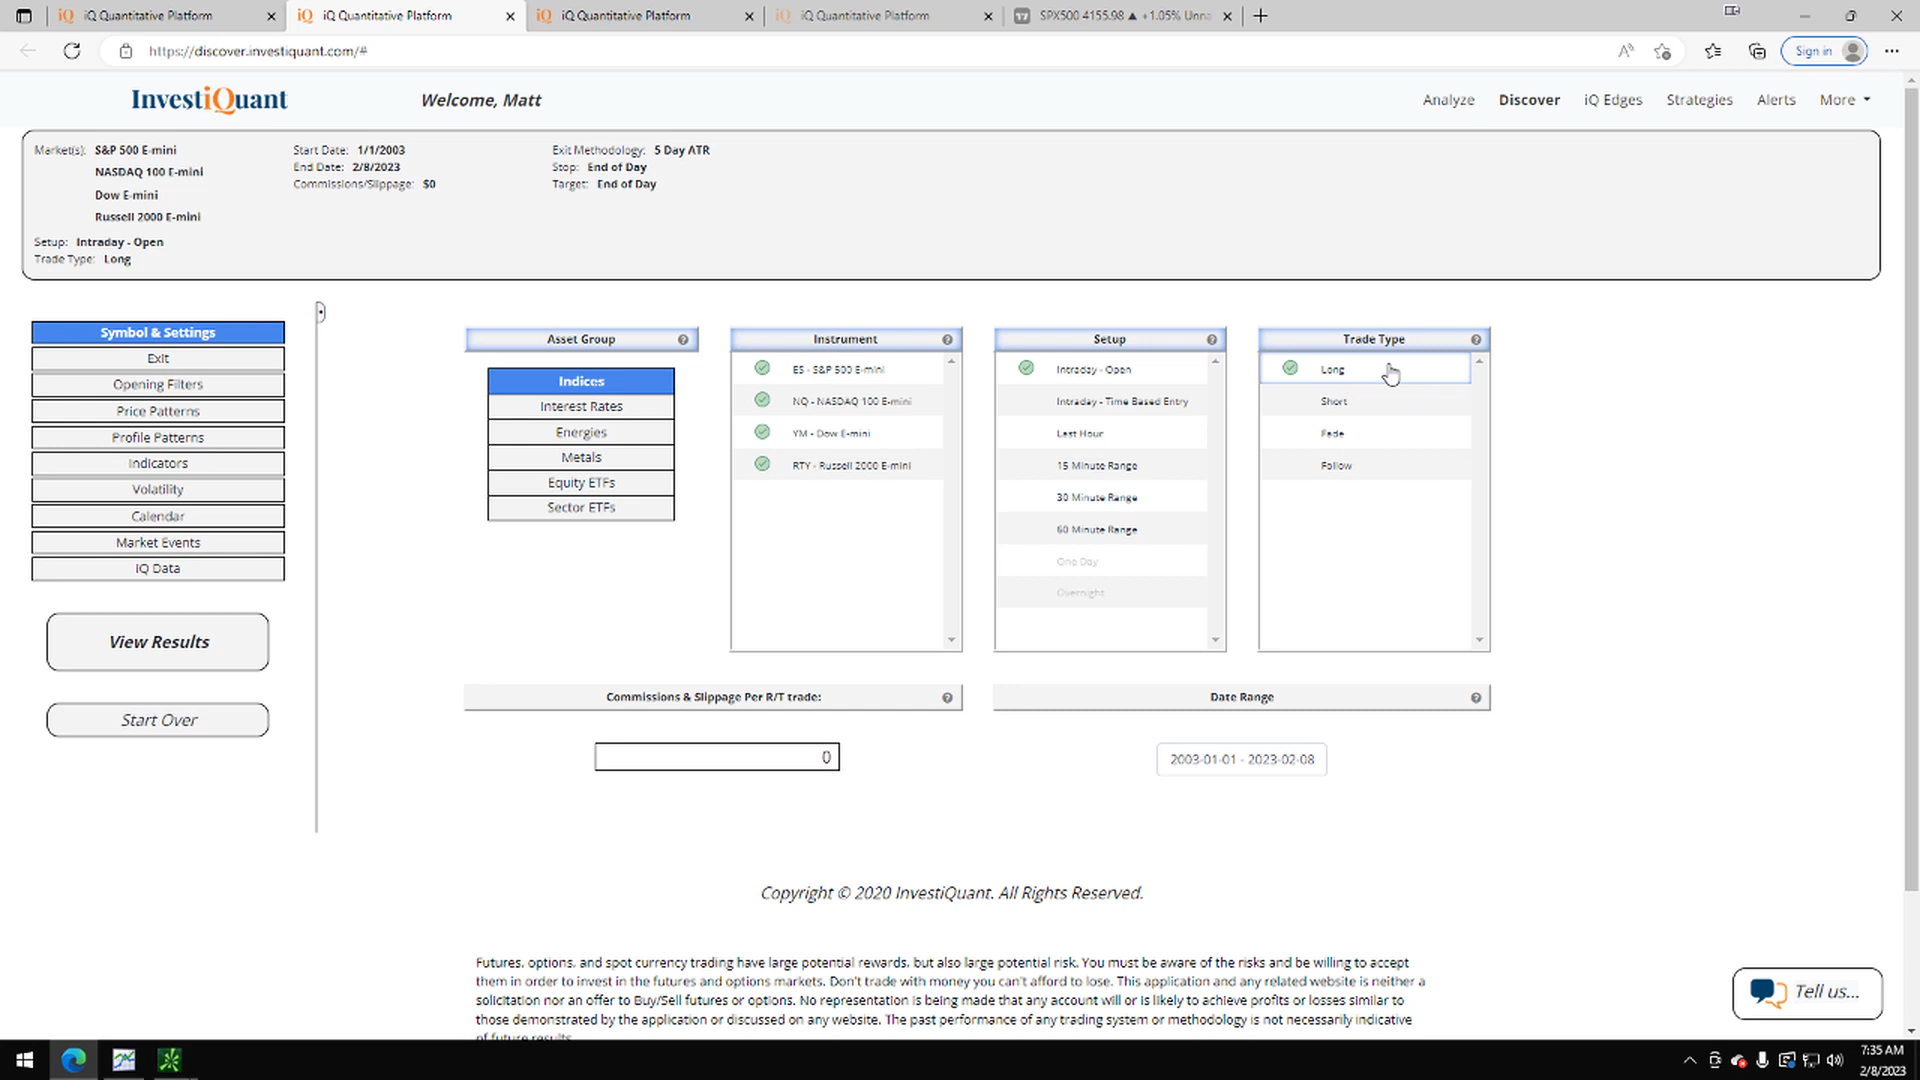 iQ Quantitative Platform
iQ Quantitative Platform
iQ Quantitative Platform
iQ Quantitative Platform
17 SPX500 4155.98 ▲ +1.05% Unna
https://discover.investiquant.com/#
Sign in
InvestiQuant
Welcome, Matt
Analyze Discover iQ Edges Strategies Alerts More
Market(s): S&P 500 E-mini
NASDAQ 100 E-mini
Dow E-mini
Russell 2000 E-mini
Setup: Intraday - Open
Trade Type: Long
Start Date: 1/1/2003
End Date: 2/8/2023
Commissions/Slippage: $0
Exit Methodology: 5 Day ATR
Stop: End of Day
Target: End of Day
Symbol & Settings
Exit
Opening Filters
Price Patterns
Profile Patterns
Indicators
Volatility
Calendar
Market Events
iQ Data
View Results
Start Over
Asset Group
Indices
Interest Rates
Energies
Metals
Equity ETFs
Sector ETFs
Instrument
ES - S&P 500 E-mini
NQ - NASDAQ 100 E-mini
YM - Dow E-mini
RTY - Russell 2000 E-mini
Setup
Intraday - Open
Intraday - Time Based Entry
Last Hour
15 Minute Range
30 Minute Range
60 Minute Range
One Day
Overnight
Trade Type
Long
Short
Fade
Follow
Commissions & Slippage Per R/T trade:
0
Date Range
2003-01-01 - 2023-02-08
Copyright © 2020 InvestiQuant. All Rights Reserved.
Futures, options, and spot currency trading have large potential rewards, but also large potential risk. You must be aware of the risks and be willing to accept
them in order to invest in the futures and options markets. Don't trade with money you can't afford to lose. This application and any related website is neither a
solicitation nor an offer to Buy/Sell futures or options. No representation is being made that any account will or is likely to achieve profits or losses similar to
those demonstrated by the application or discussed on any website. The past performance of any trading system or methodology is not necessarily indicative
of future results.
Tell us...
7:35 AM
2/8/2023